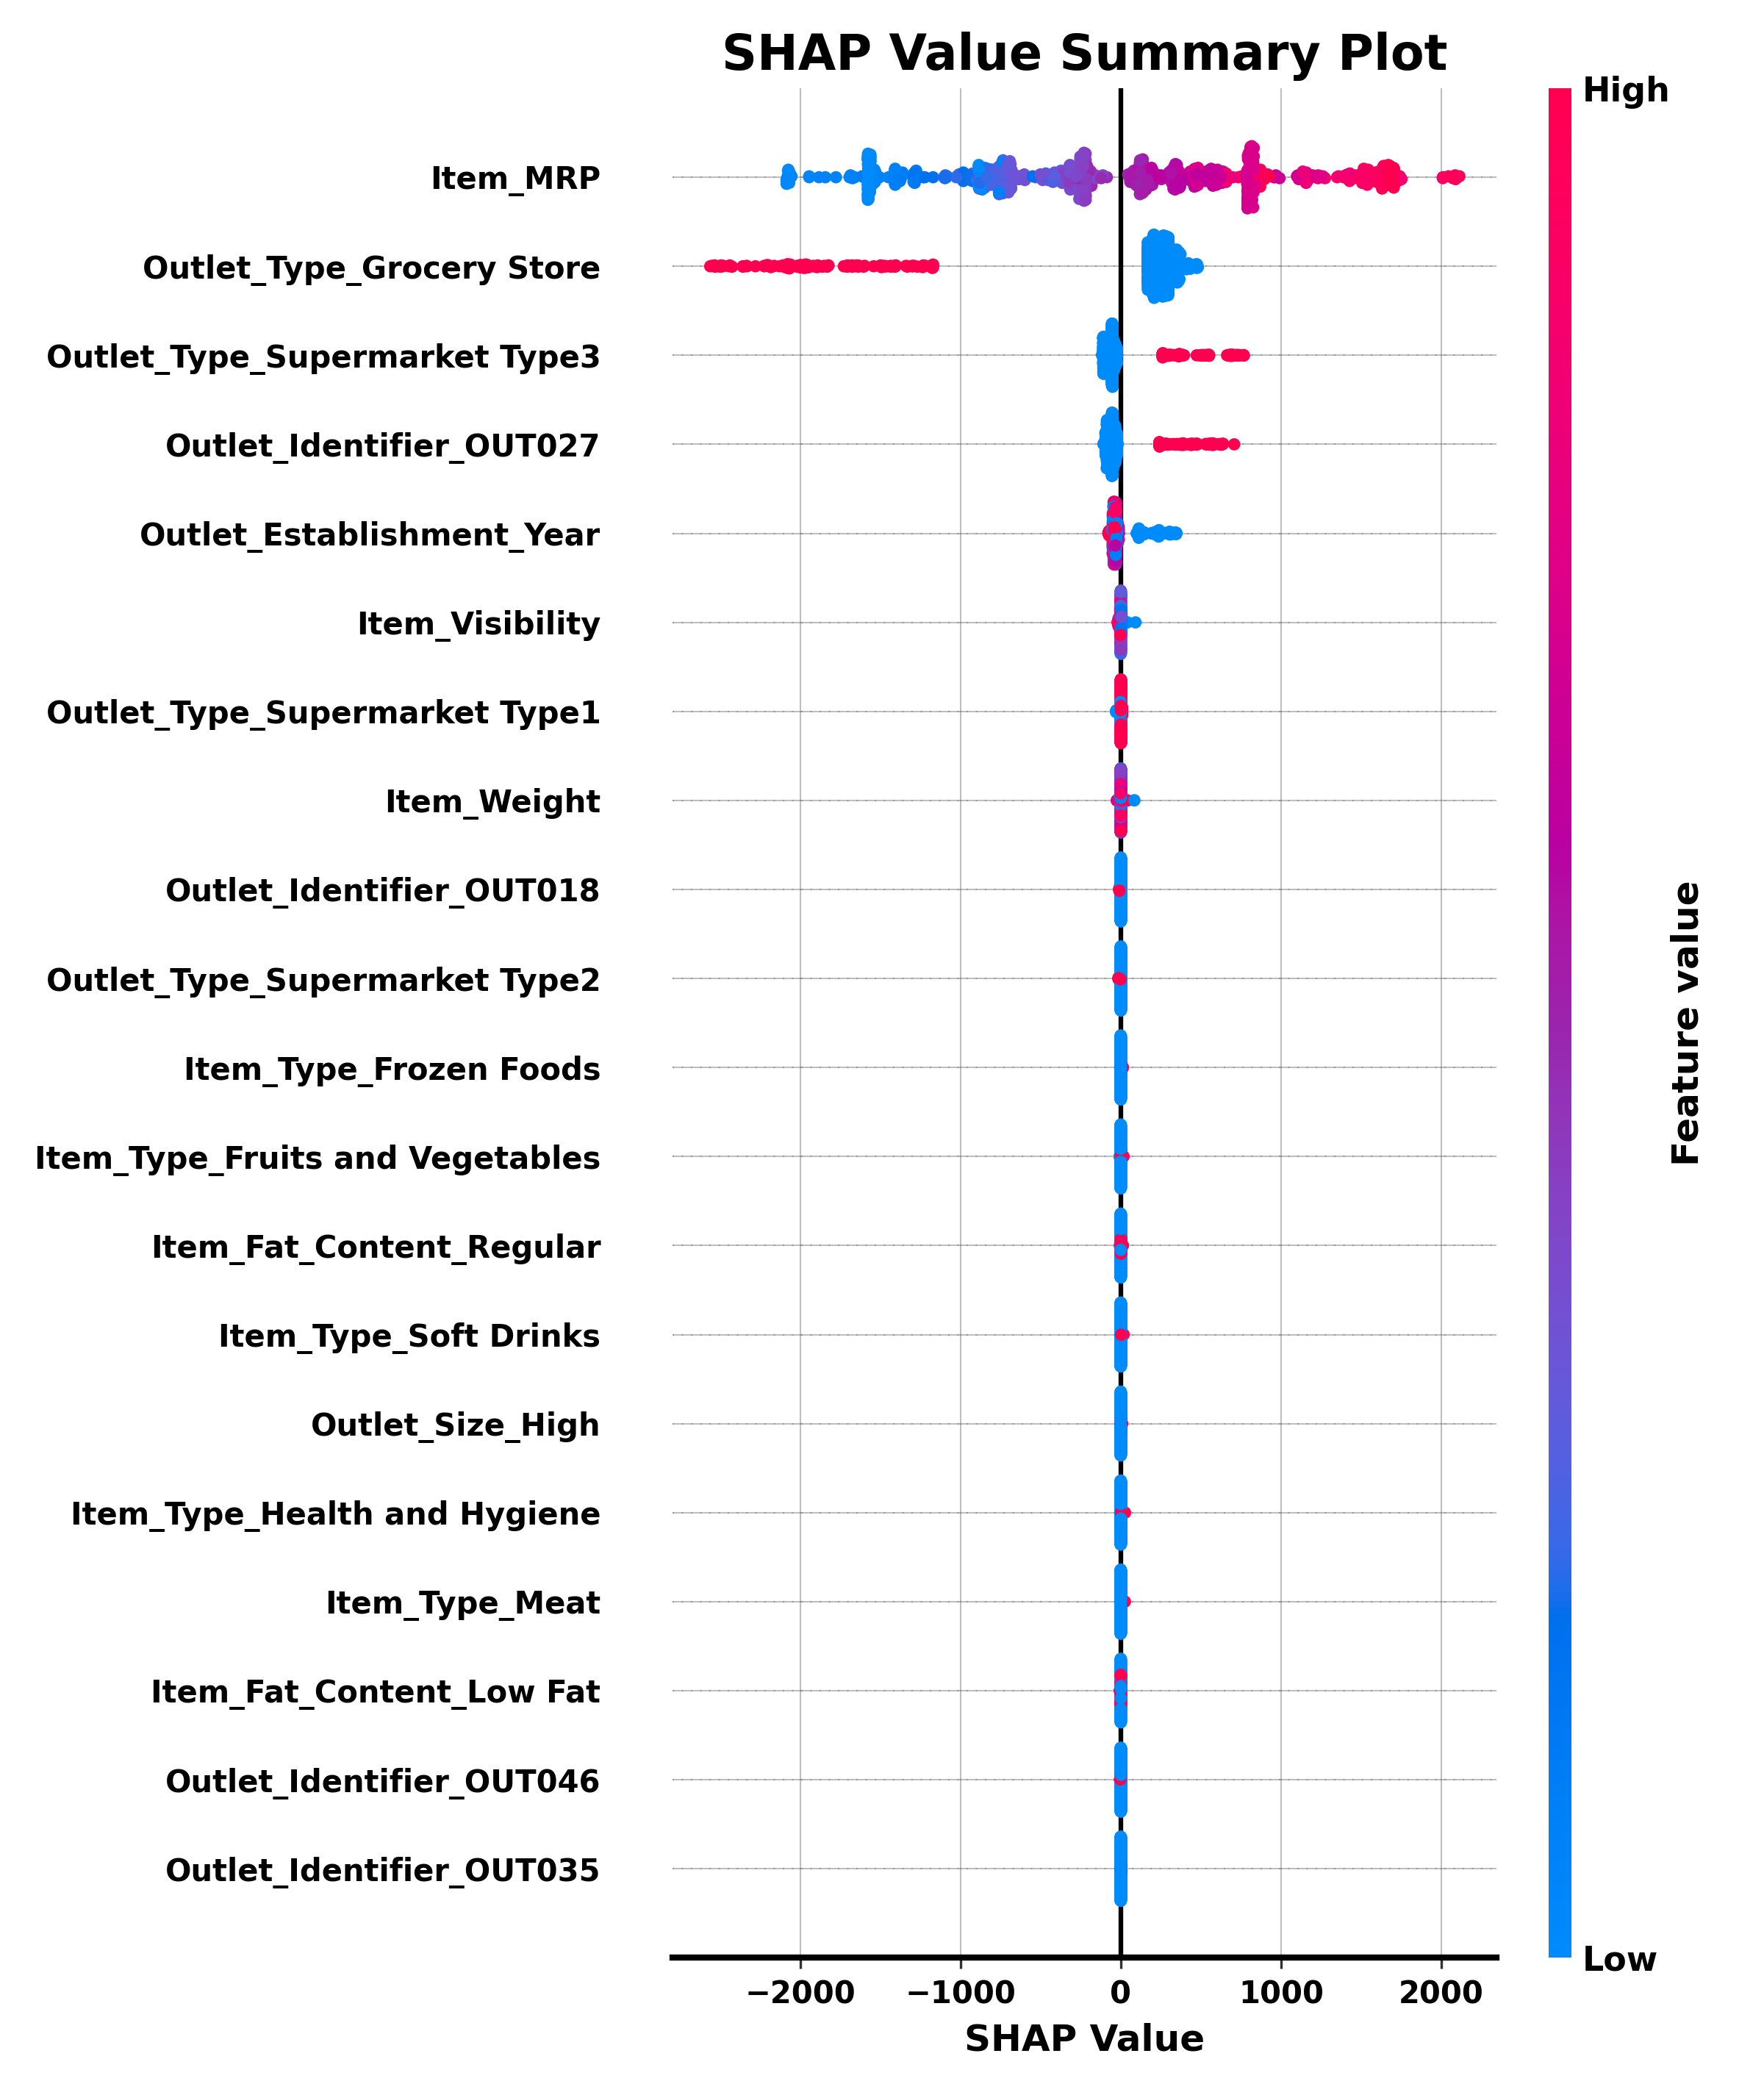 SHAP Value Summary Plot
High
Item_MRP
Outlet_Type_Grocery Store
Outlet_Type_Supermarket Type3
Outlet_Identifier_OUT027
Outlet_Establishment_Year
Item_Visibility
Outlet_Type_Supermarket Type1
Item_Weight
Outlet_Identifier_OUT018
Outlet_Type_Supermarket Type2
Item_Type_Frozen Foods
Item_Type_Fruits and Vegetables
Item_Fat_Content_Regular
Item_Type_Soft Drinks
Outlet_Size_High
Item_Type_Health and Hygiene
Item_Type_Meat
Item_Fat_Content_Low Fat
Outlet_Identifier_OUT046
Outlet_Identifier_OUT035
Feature value
Low
−2000 −1000 0 1000 2000
SHAP Value